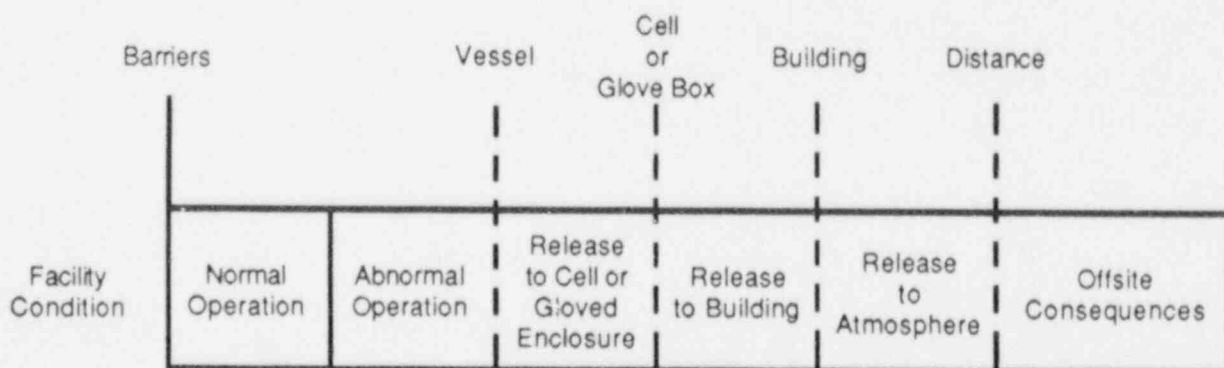 Barriers
Vessel
Cell
or
Glove Box
Building
Distance
Facility
Condition
Normal
Operation
Abnormal
Operation
Release
to Cell or
Gloved
Enclosure
Release
to Building
Release
to
Atmosphere
Offsite
Consequences